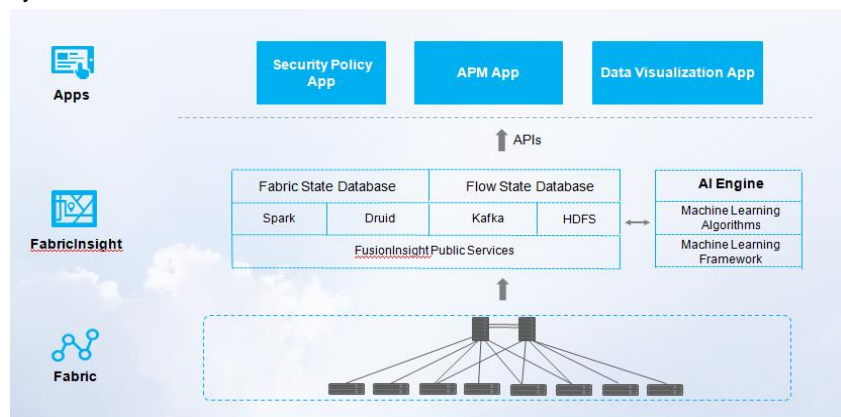 Security Policy
App
APM App
Data Visualization App
Apps
APIs
Fabric State Database
Flow State Database
AI Engine
Spark
Druid
Kafka
HDFS
Machine Learning
Algorithms
FabricInsight
FusionInsight Public Services
Machine Learning
Framework
Fabric